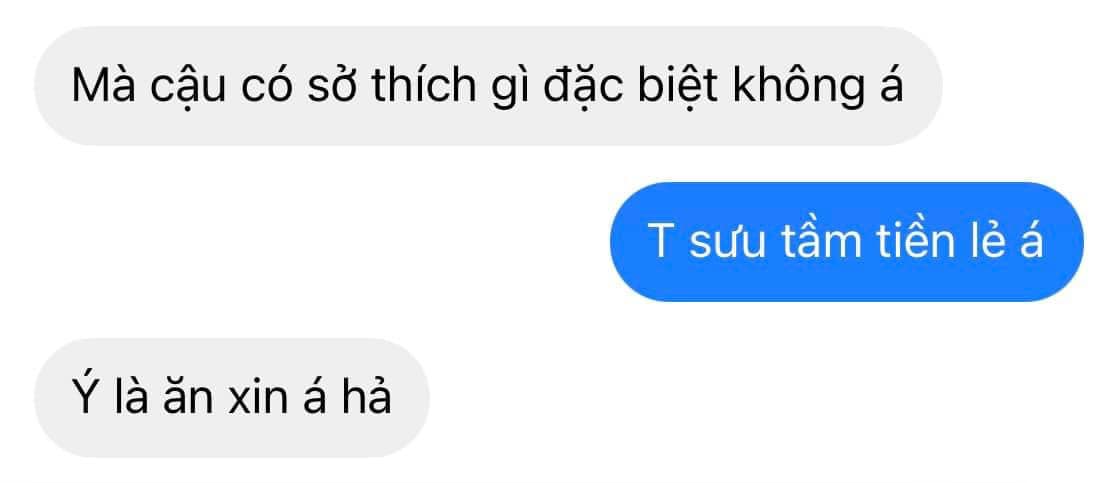 Mà cậu có sở thích gì đặc biệt không á
T sưu tầm tiền lẻ á
Ý là ăn xin á hả